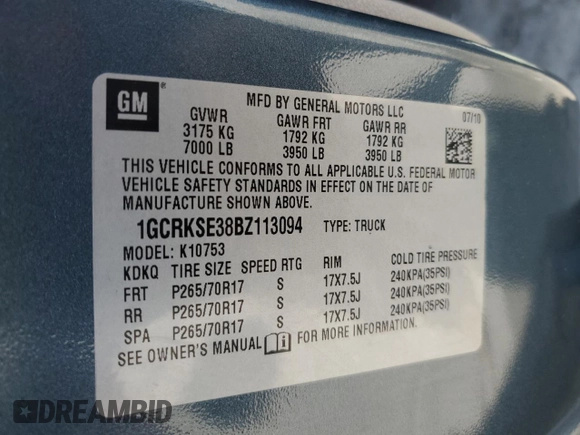 GM
®
MFD BY GENERAL MOTORS LLC
07/10
GVWR GAWR FRT GAWR RR
3175 KG 1792 KG 1792 KG
7000 LB 3950 LB 3950 LB
THIS VEHICLE CONFORMS TO ALL APPLICABLE U.S. FEDERAL MOTOR
VEHICLE SAFETY STANDARDS IN EFFECT ON THE DATE OF
MANUFACTURE SHOWN ABOVE.
1GCRKSE38BZ113094 TYPE: TRUCK
MODEL: K10753
KDKQ TIRE SIZE SPEED RTG RIM COLD TIRE PRESSURE
FRT P265/70R17 S 17X7.5J 240KPA(35PSI)
RR P265/70R17 S 17X7.5J 240KPA(35PSI)
SPA P265/70R17 S 17X7.5J 240KPA(35PSI)
SEE OWNER'S MANUAL FOR MORE INFORMATION.
DREAMBID